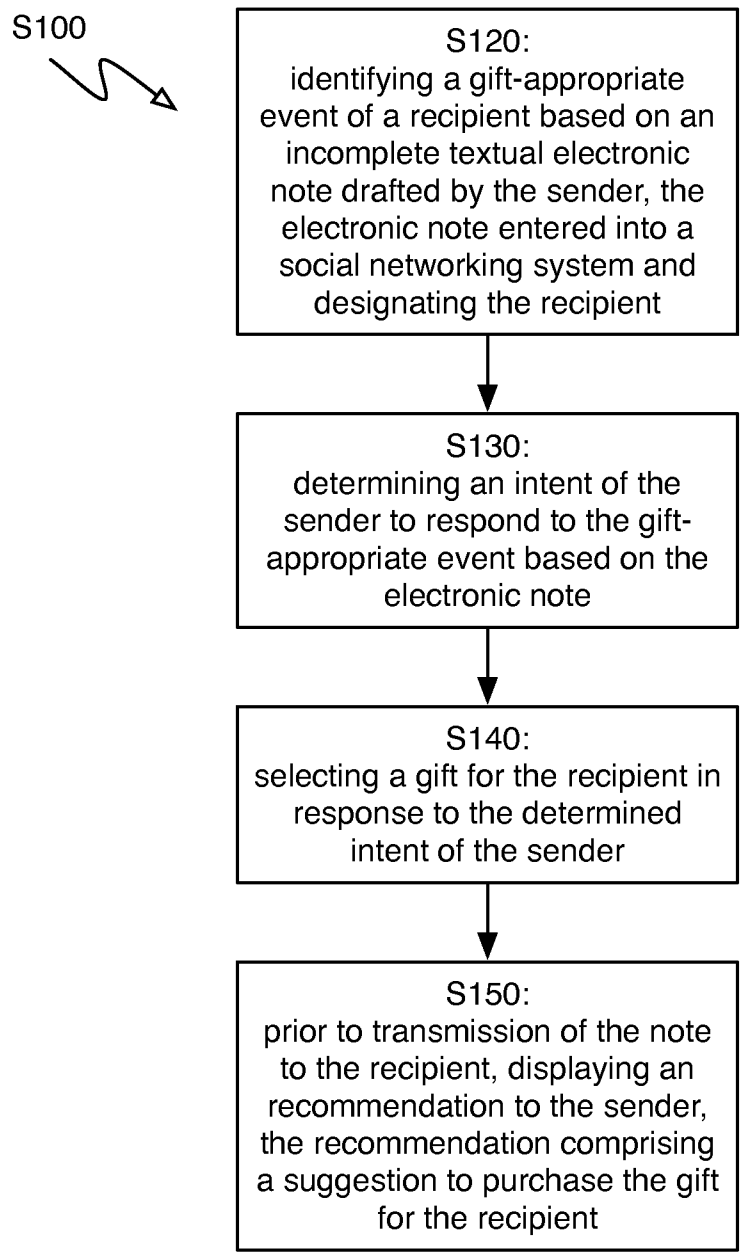 S100
S120:
identifying a gift-appropriate
event of a recipient based on an
incomplete textual electronic
note drafted by the sender, the
electronic note entered into a
social networking system and
designating the recipient
S130:
determining an intent of the
sender to respond to the gift-
appropriate event based on the
electronic note
S140:
selecting a gift for the recipient in
response to the determined
intent of the sender
S150:
prior to transmission of the note
to the recipient, displaying an
recommendation to the sender,
the recommendation comprising
a suggestion to purchase the gift
for the recipient